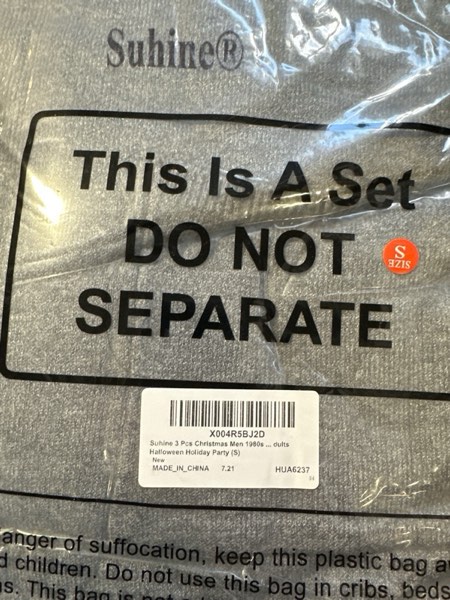 Suhine®
This Is A Set
DO NOT
SEPARATE
SIZE
S
X004R5BJ2D
Suhine 3 Pcs Christmas Men 1980s ... dults
Halloween Holiday Party (S)
New
MADE_IN_CHINA 7.21 HUA6237
anger of suffocation, keep this plastic bag a
d children. Do not use this bag in cribs, beds
s. This bag is not a